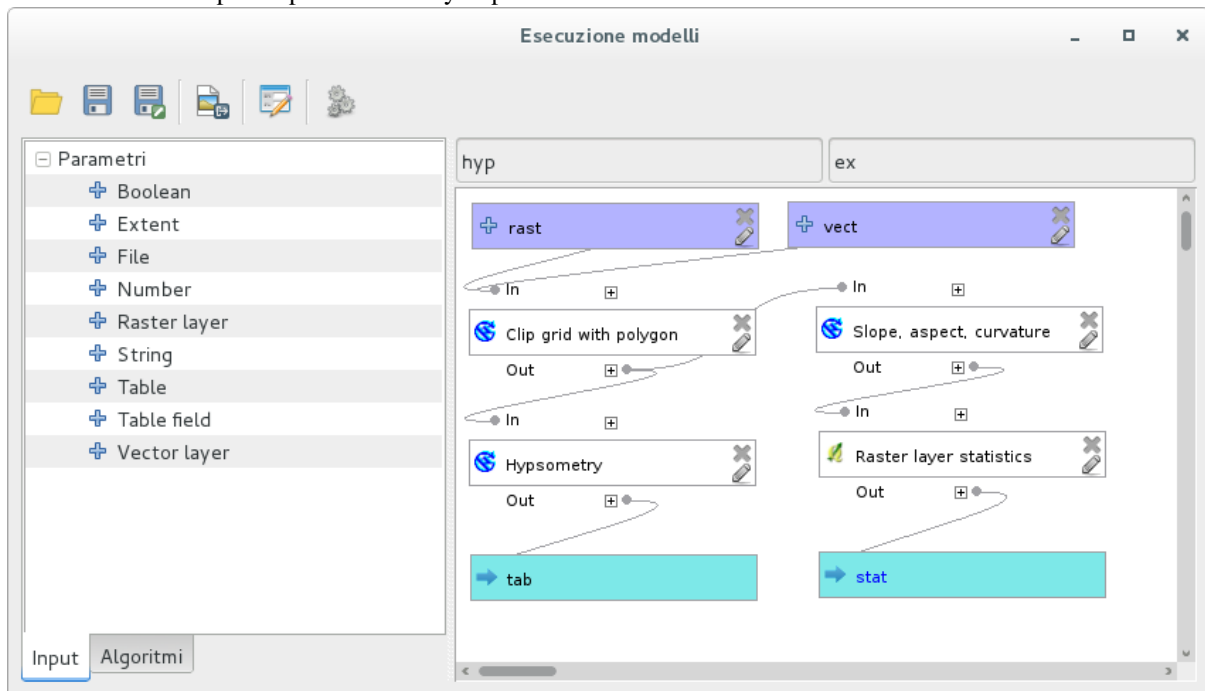 Esecuzione modelli
Parametri
Boolean
Extent
File
Number
Raster layer
String
Table
Table field
Vector layer
Input
Algoritmi
hyp
ex
rast
vect
In
In
Clip grid with polygon
Slope, aspect, curvature
Out
Out
In
In
Hypsometry
Raster layer statistics
Out
Out
tab
stat